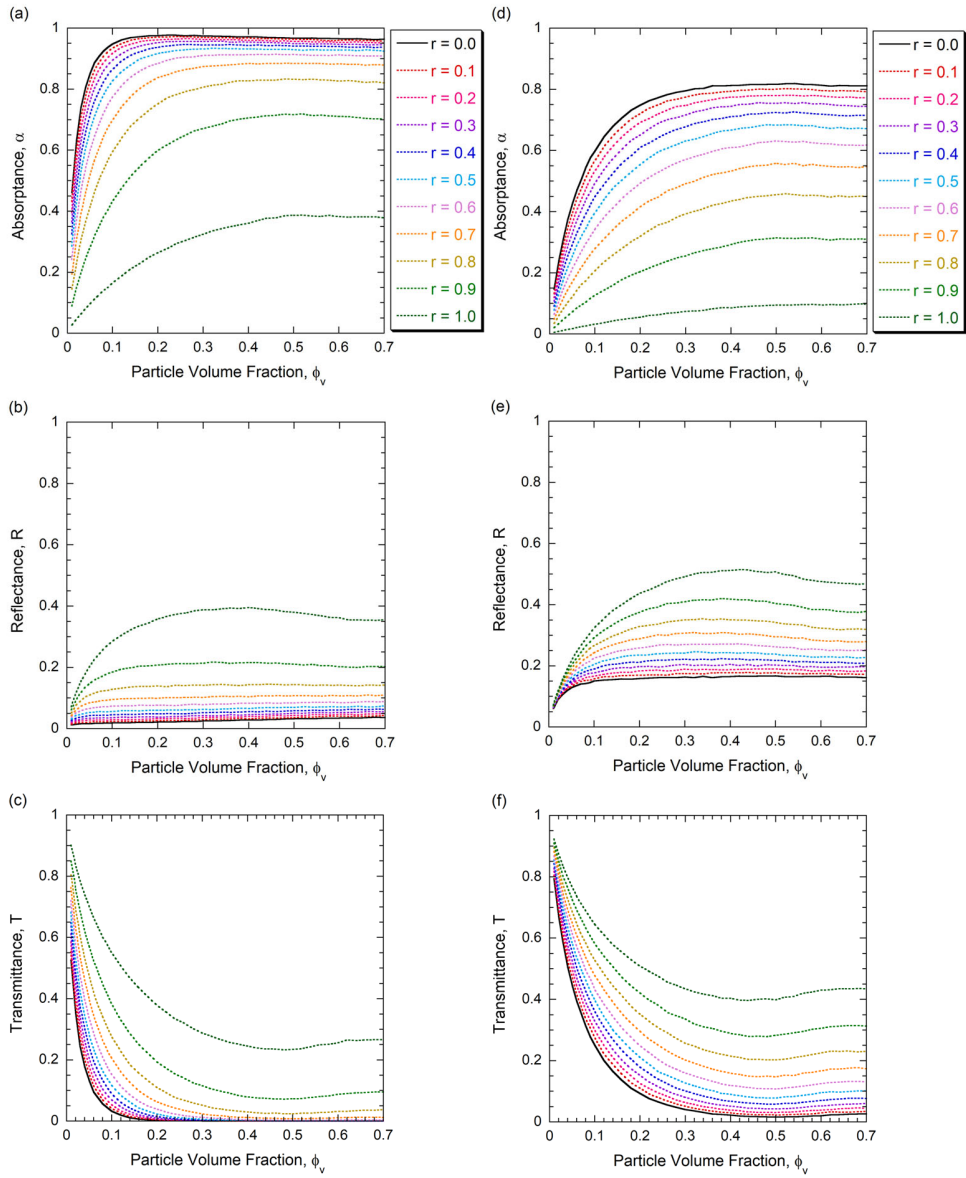 (a)
1
0.8
0.6
0.4
0.2
0
Absorptance, α
0 0.1 0.2 0.3 0.4 0.5 0.6 0.7
Particle Volume Fraction, ϕv
r = 0.0
r = 0.1
r = 0.2
r = 0.3
r = 0.4
r = 0.5
r = 0.6
r = 0.7
r = 0.8
r = 0.9
r = 1.0
(d)
1
0.8
0.6
0.4
0.2
0
Absorptance, α
0 0.1 0.2 0.3 0.4 0.5 0.6 0.7
Particle Volume Fraction, ϕv
r = 0.0
r = 0.1
r = 0.2
r = 0.3
r = 0.4
r = 0.5
r = 0.6
r = 0.7
r = 0.8
r = 0.9
r = 1.0
(b)
1
0.8
0.6
0.4
0.2
0
Reflectance, R
0 0.1 0.2 0.3 0.4 0.5 0.6 0.7
Particle Volume Fraction, ϕv
(e)
1
0.8
0.6
0.4
0.2
0
Reflectance, R
0 0.1 0.2 0.3 0.4 0.5 0.6 0.7
Particle Volume Fraction, ϕv
(c)
1
0.8
0.6
0.4
0.2
0
Transmittance, T
0 0.1 0.2 0.3 0.4 0.5 0.6 0.7
Particle Volume Fraction, ϕv
(f)
1
0.8
0.6
0.4
0.2
0
Transmittance, T
0 0.1 0.2 0.3 0.4 0.5 0.6 0.7
Particle Volume Fraction, ϕv